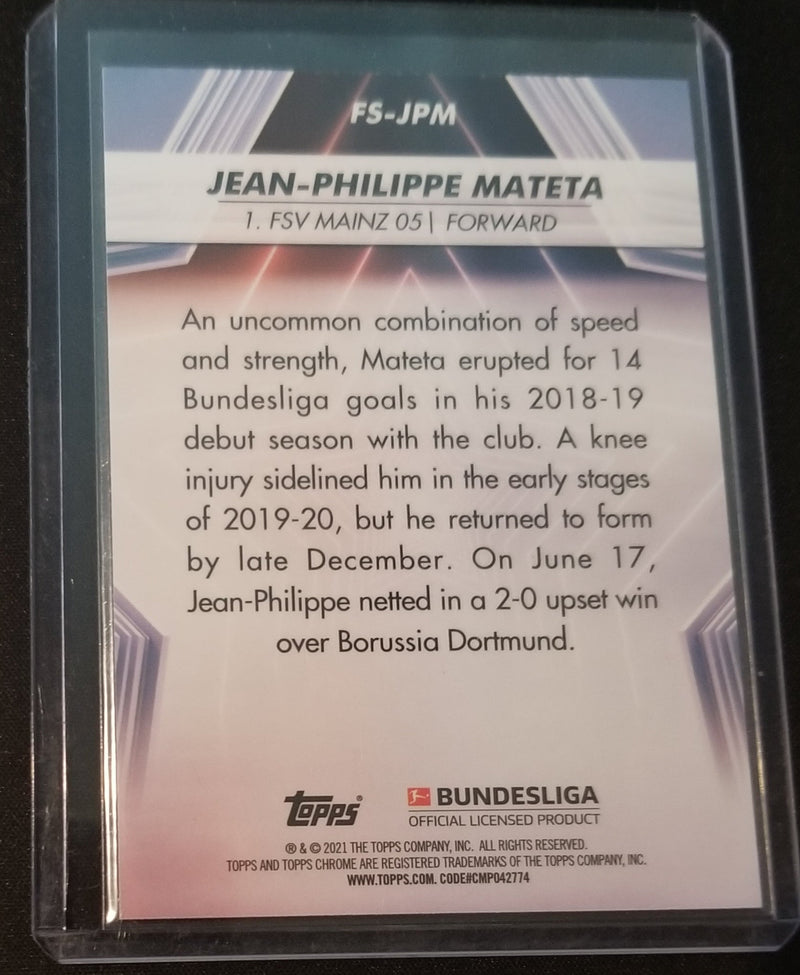 FS-JPM
JEAN-PHILIPPE MATETA
1. FSV MAINZ 05| FORWARD
An uncommon combination of speed
and strength, Mateta erupted for 14
Bundesliga goals in his 2018-19
debut season with the club. A knee
injury sidelined him in the early stages
of 2019-20, but he returned to form
by late December. On June 17,
Jean-Philippe netted in a 2-0 upset win
over Borussia Dortmund.
topps®
BUNDESLIGA
OFFICIAL LICENSED PRODUCT
® & © 2021 THE TOPPS COMPANY, INC. ALL RIGHTS RESERVED.
TOPPS AND TOPPS CHROME ARE REGISTERED TRADEMARKS OF THE TOPPS COMPANY, INC.
WWW.TOPPS.COM. CODE#CMP042774